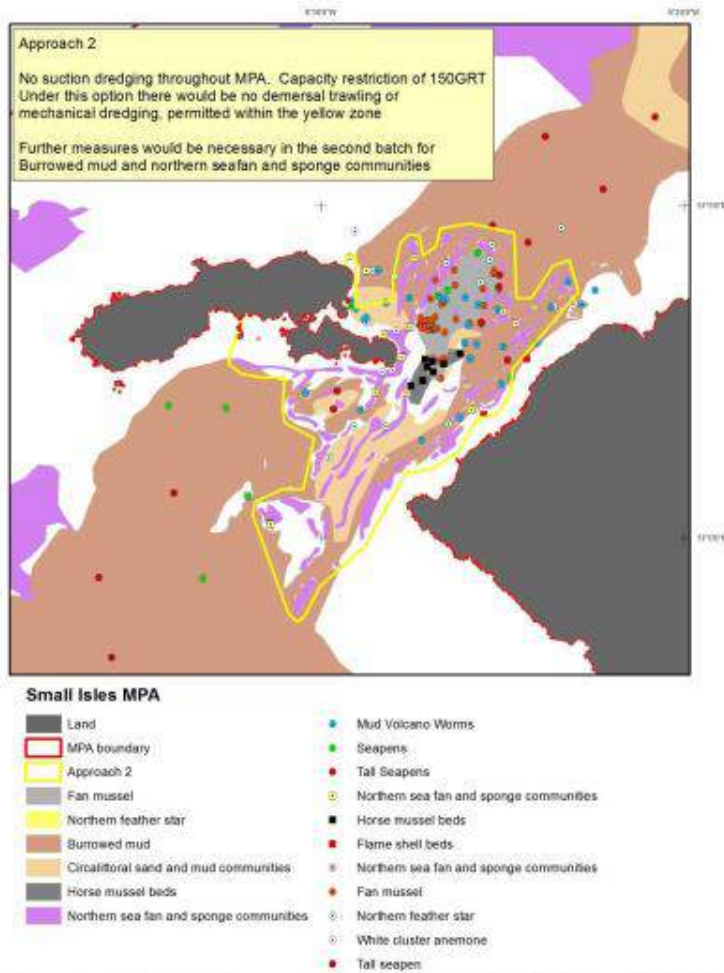 Approach 2
No suction dredging throughout MPA. Capacity restriction of 150GRT
Under this option there would be no demersal trawling or
mechanical dredging, permitted within the yellow zone
Further measures would be necessary in the second batch for
Burrowed mud and northern seafan and sponge communities
Small Isles MPA
Land
MPA boundary
Approach 2
Fan mussel
Northern feather star
Burrowed mud
Circalittoral sand and mud communities
Horse mussel beds
Northern sea fan and sponge communities
Mud Volcano Worms
Seapens
Tall Seapens
Northern sea fan and sponge communities
Horse mussel beds
Flame shell beds
Northern sea fan and sponge communities
Fan mussel
Northern feather star
White cluster anemone
Tall seapen